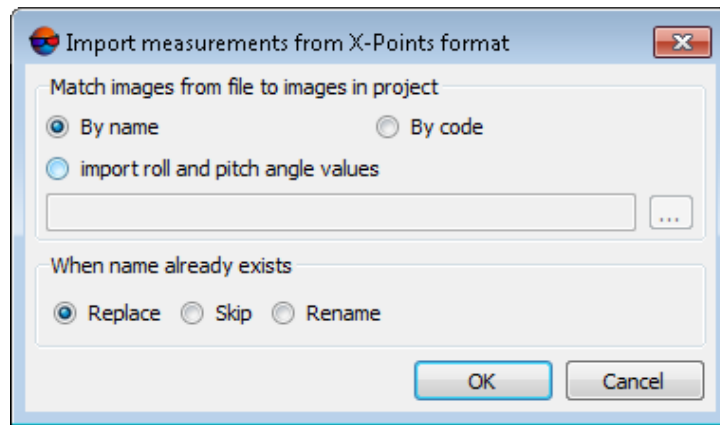 Import measurements from X-Points format
Match images from file to images in project
By name By code
import roll and pitch angle values
...
When name already exists
Replace Skip Rename
OK Cancel